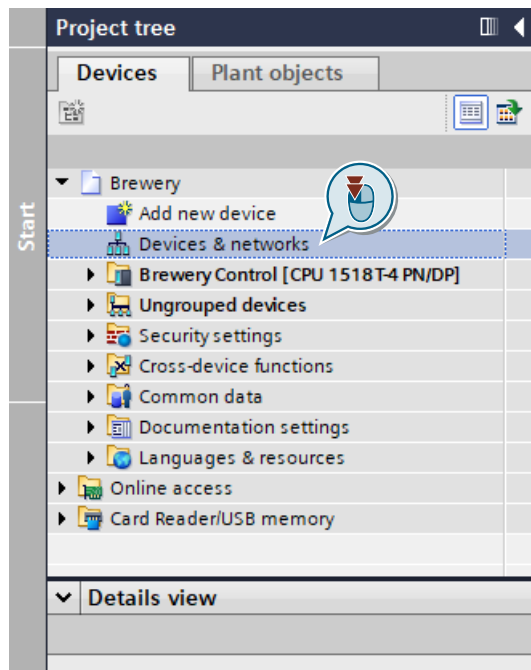 Project tree
Devices
Plant objects
Start
Brewery
Add new device
Devices & networks
Brewery Control [CPU 1518T-4 PN/DP]
Ungrouped devices
Security settings
Cross-device functions
Common data
Documentation settings
Languages & resources
Online access
Card Reader/USB memory
Details view